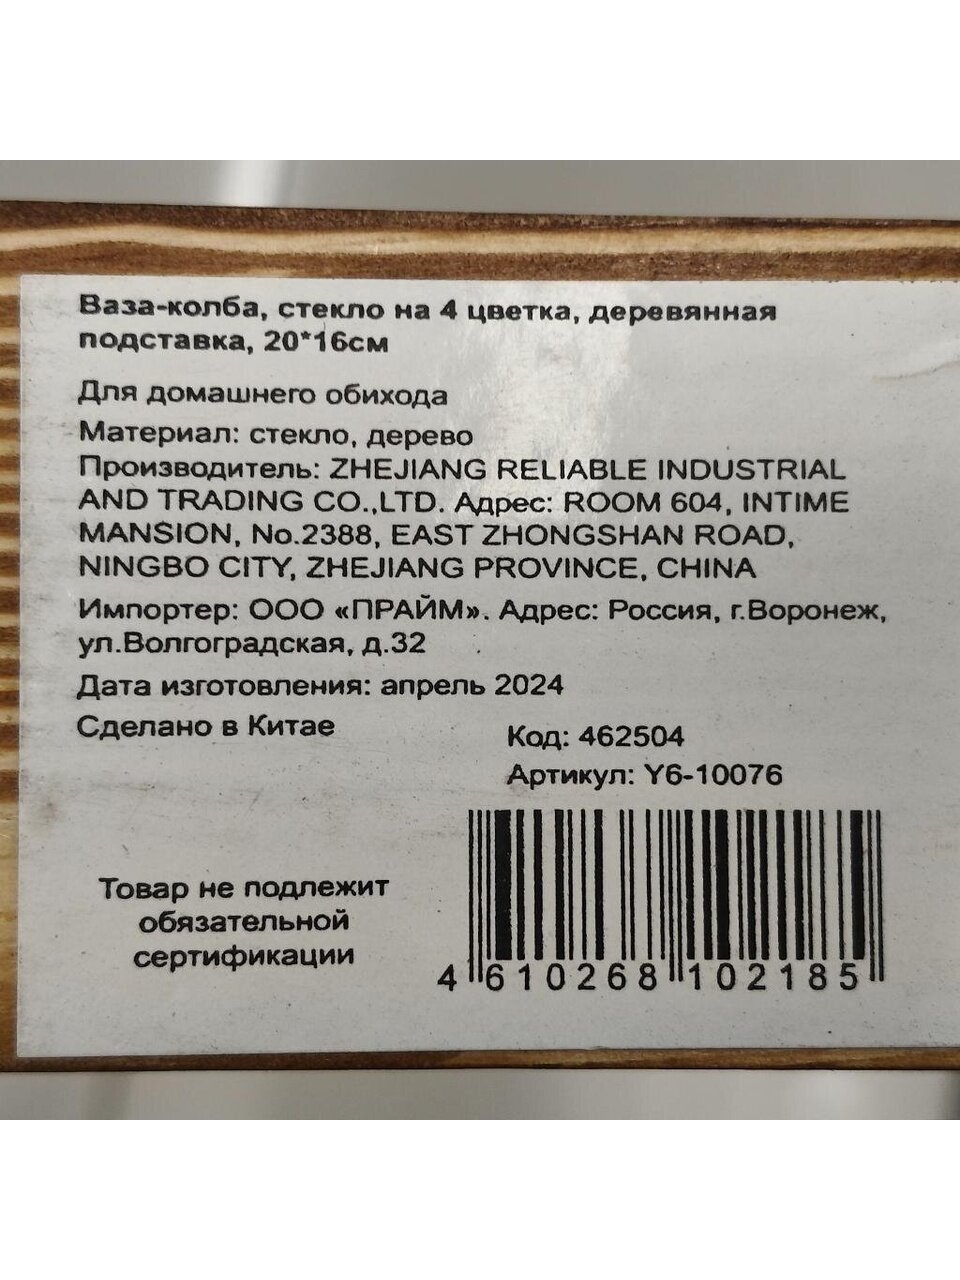 Ваза-колба, стекло на 4 цветка, деревянная
подставка, 20*16см
Для домашнего обихода
Материал: стекло, дерево
Производитель: ZHEJIANG RELIABLE INDUSTRIAL
AND TRADING CO.,LTD. Адрес: ROOM 604, INTIME
MANSION, No.2388, EAST ZHONGSHAN ROAD,
NINGBO CITY, ZHEJIANG PROVINCE, CHINA
Импортер: ООО «ПРАЙМ». Адрес: Россия, г.Воронеж,
ул.Волгоградская, д.32
Дата изготовления: апрель 2024
Сделано в Китае
Код: 462504
Артикул: Y6-10076
Товар не подлежит
обязательной
сертификации
4 610268 102185